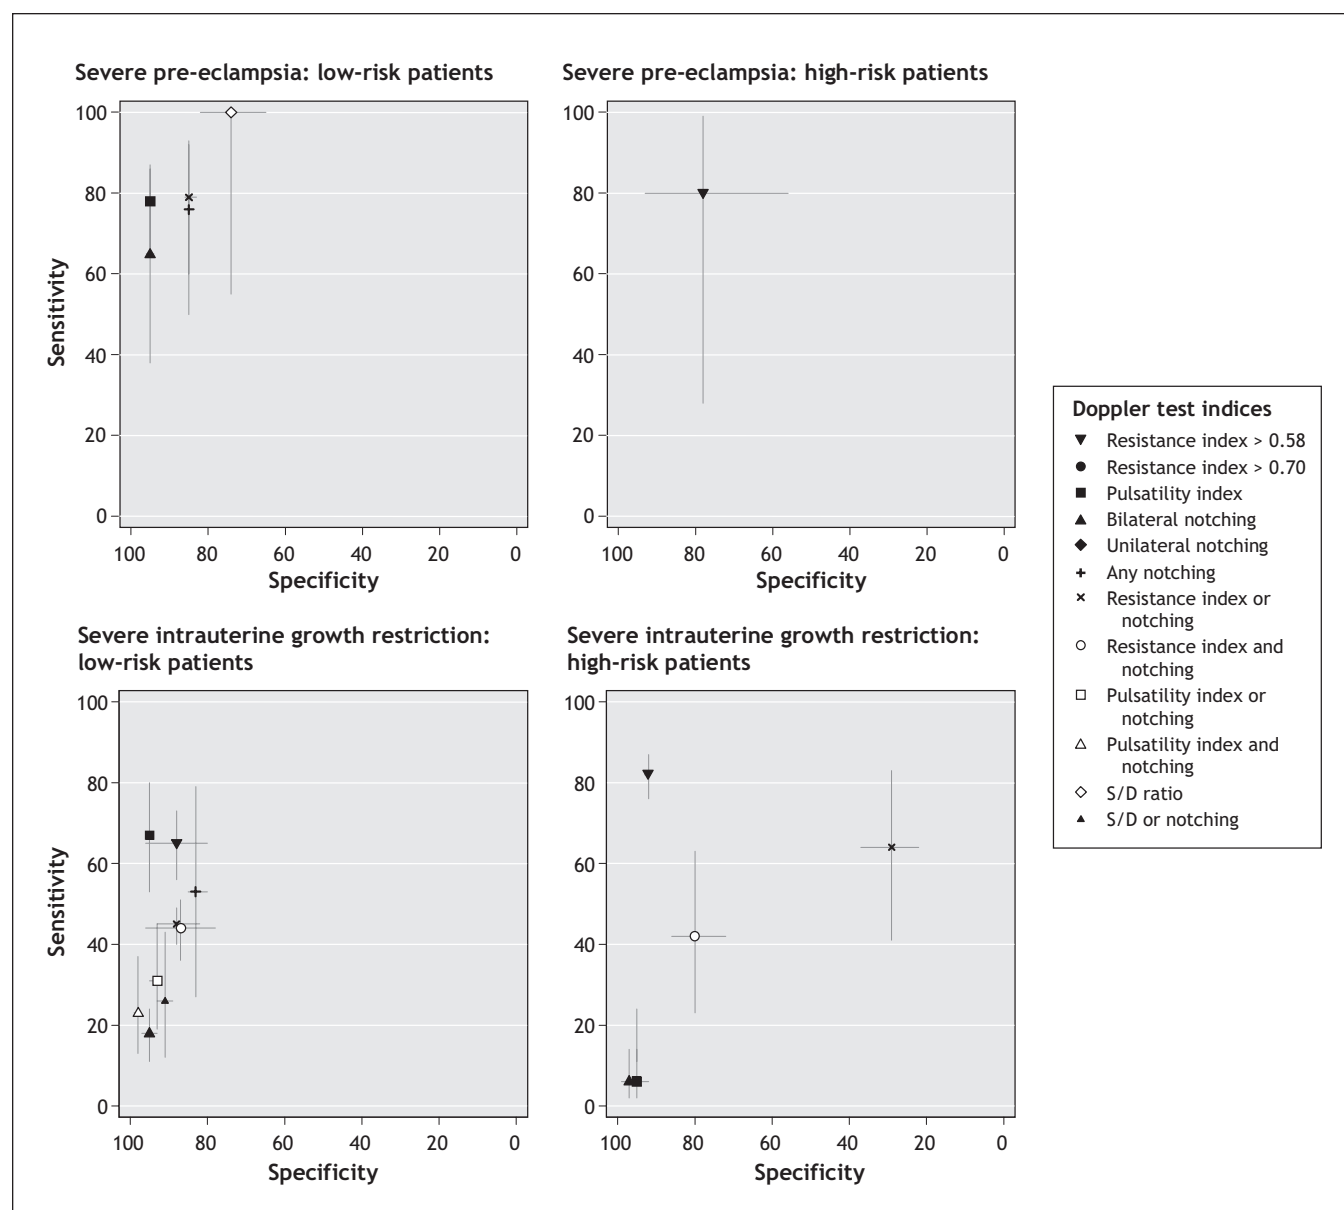 Severe pre-eclampsia: low-risk patients
100
80
60
40
20
0
Sensitivity
100 80 60 40 20 0
Specificity
Severe pre-eclampsia: high-risk patients
100
80
60
40
20
0
100 80 60 40 20 0
Specificity
Severe intrauterine growth restriction:
low-risk patients
100
80
60
40
20
0
Sensitivity
100 80 60 40 20 0
Specificity
Severe intrauterine growth restriction:
high-risk patients
100
80
60
40
20
0
100 80 60 40 20 0
Specificity
Doppler test indices
Resistance index > 0.58
Resistance index > 0.70
Pulsatility index
Bilateral notching
Unilateral notching
Any notching
Resistance index or
notching
Resistance index and
notching
Pulsatility index or
notching
Pulsatility index and
notching
S/D ratio
S/D or notching